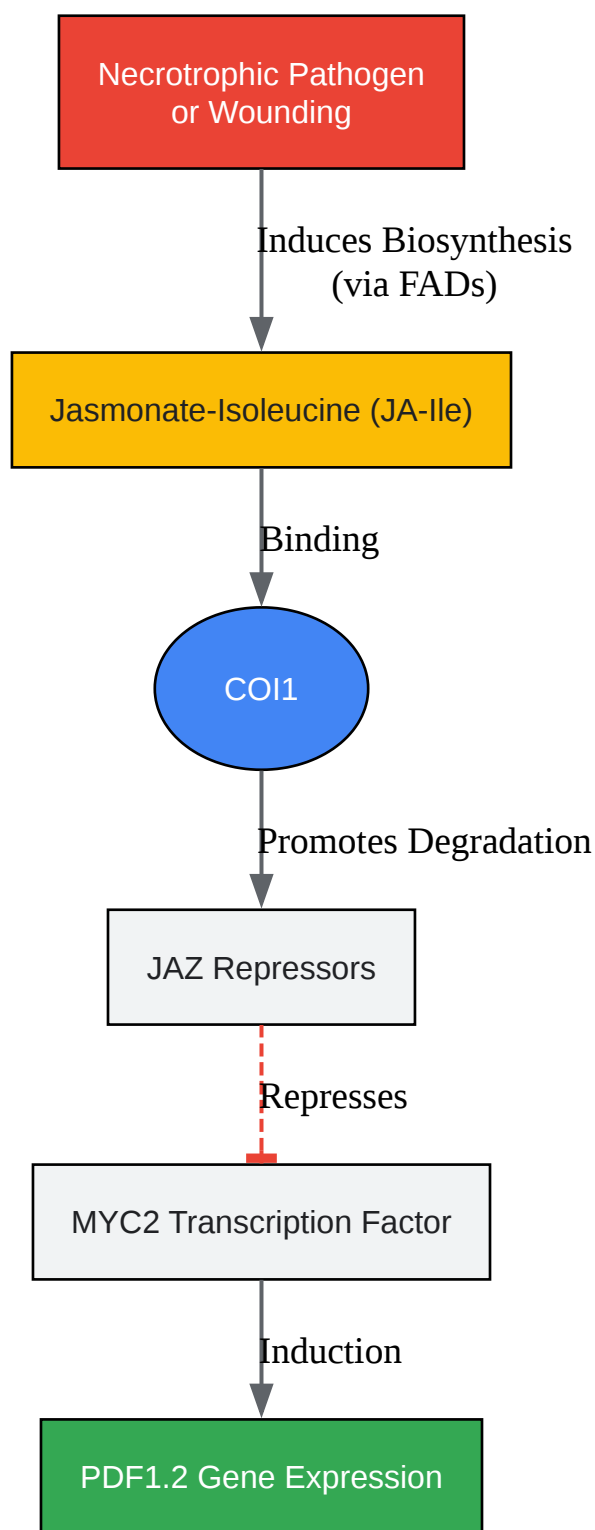 Necrotrophic Pathogen
or Wounding
Induces Biosynthesis
(via FADs)
Jasmonate-Isoleucine (JA-Ile)
Binding
COI1
Promotes Degradation
JAZ Repressors
Represses
MYC2 Transcription Factor
Induction
PDF1.2 Gene Expression